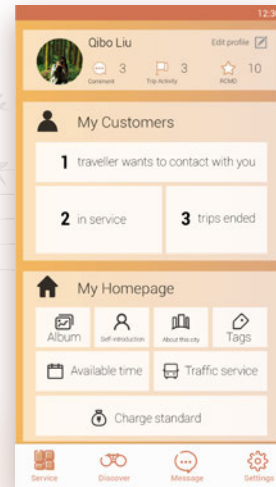 12:30
Qibo Liu
Edit profile
3 3 10
Comment Trip Activity RCMD
My Customers
1 traveller wants to contact with you
2 in service 3 trips ended
My Homepage
Album Self-introduction About this city Tags
Available time Traffic service
Charge standard
Service Discover Message Settings